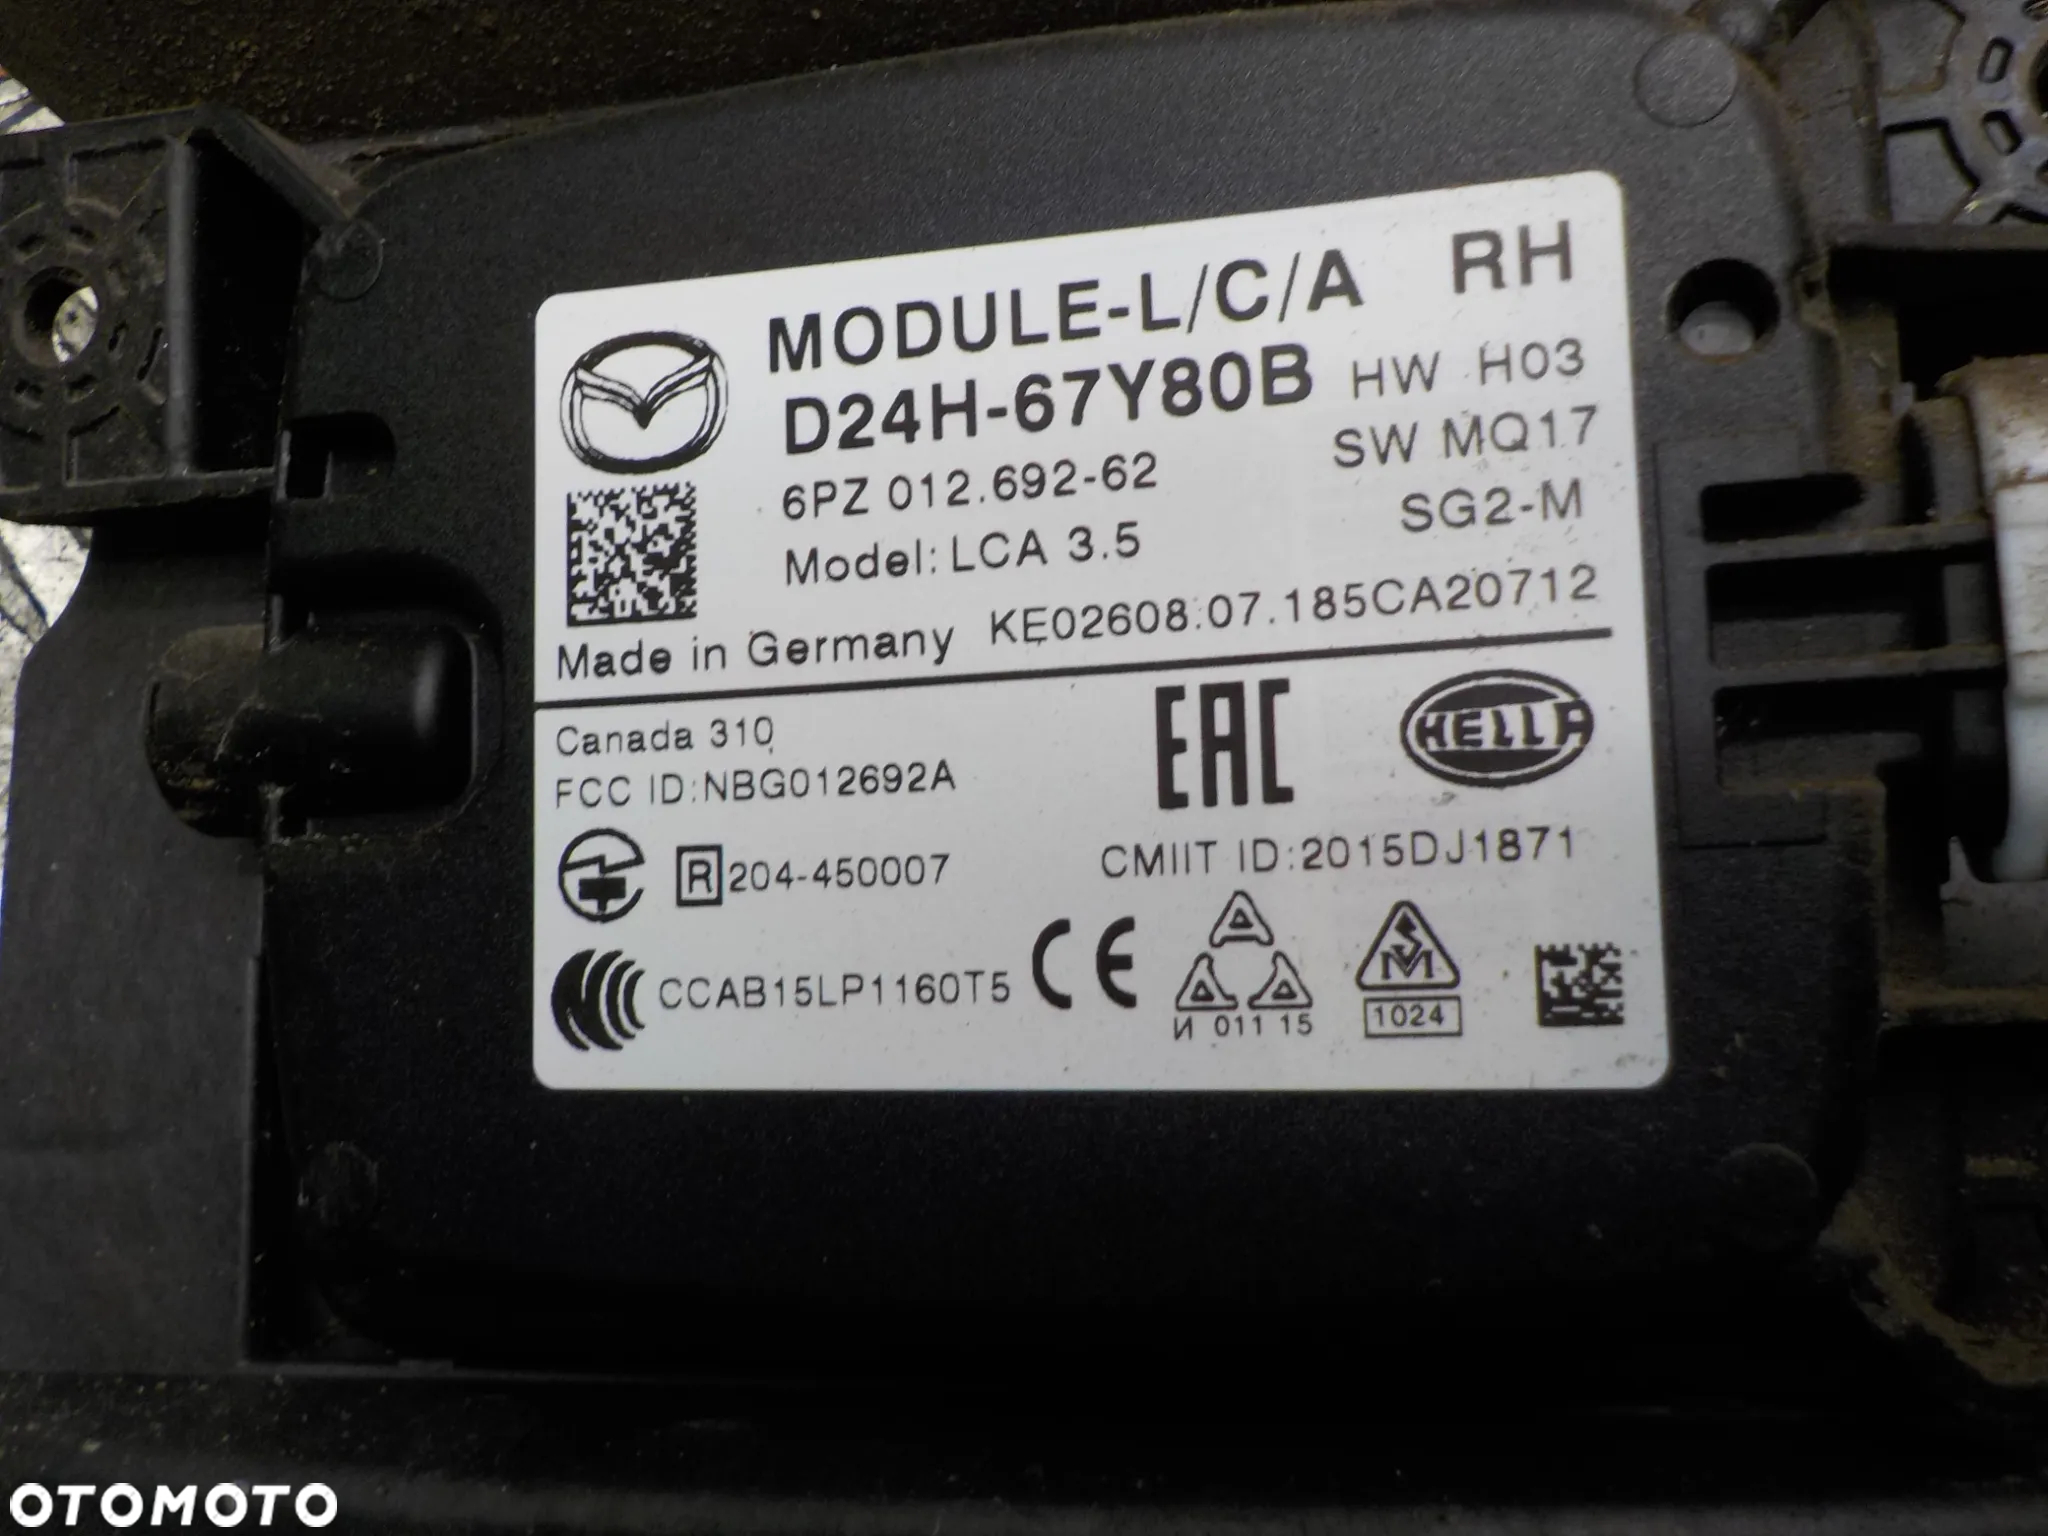 MODULE-L/C/A RH
D24H-67Y80B HW H03
SW MQ17
6PZ 012.692-62
SG2-M
Model: LCA 3.5
Made in Germany KE02608.07.185CA20712
Canada 310
FCC ID:NBG012692A
EAC
HELLA
R 204-450007
CMIIT ID:2015DJ1871
CCAB15LP1160T5
CE
И 011 15
SM
1024
OTOMOTO